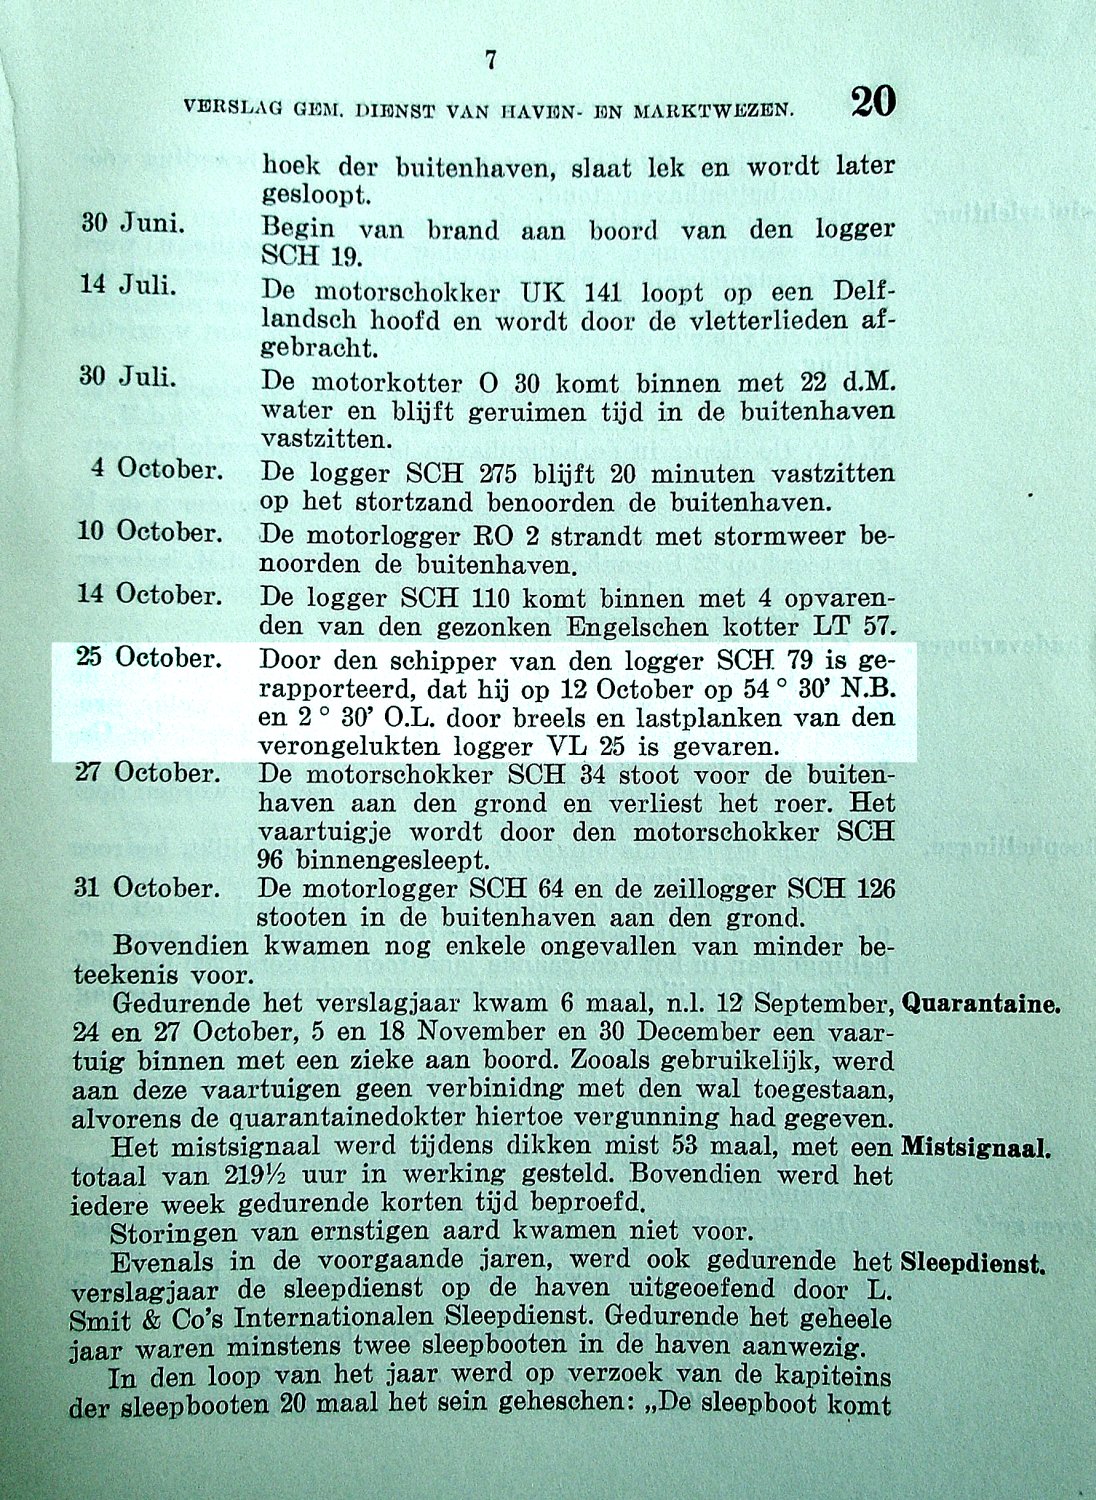 7
VERSLAG GEM. DIENST VAN HAVEN- EN MARKTWEZEN. 20
hoek der buitenhaven, slaat lek en wordt later
gesloopt.
30 Juni. Begin van brand aan boord van den logger
SCH 19.
14 Juli. De motorschokker UK 141 loopt op een Delf-
landsch hoofd en wordt door de vletterlieden af-
gebracht.
30 Juli. De motorkotter O 30 komt binnen met 22 d.M.
water en blijft geruimen tijd in de buitenhaven
vastzitten.
4 October. De logger SCH 275 blijft 20 minuten vastzitten
op het stortzand benoorden de buitenhaven.
10 October. De motorlogger RO 2 strandt met stormweer be-
noorden de buitenhaven.
14 October. De logger SCH 110 komt binnen met 4 opvaren-
den van den gezonken Engelschen kotter LT 57.
25 October. Door den schipper van den logger SCH 79 is ge-
rapporteerd, dat hij op 12 October op 54 ° 30' N.B.
en 2 ° 30' O.L. door breels en lastplanken van den
verongelukten logger VL 25 is gevaren.
27 October. De motorschokker SCH 34 stoot voor de buiten-
haven aan den grond en verliest het roer. Het
vaartuigje wordt door den motorschokker SCH
96 binnengesleept.
31 October. De motorlogger SCH 64 en de zeillogger SCH 126
stooten in de buitenhaven aan den grond.
Bovendien kwamen nog enkele ongevallen van minder be-
teekenis voor.
Gedurende het verslagjaar kwam 6 maal, n.l. 12 September, Quarantaine.
24 en 27 October, 5 en 18 November en 30 December een vaar-
tuig binnen met een zieke aan boord. Zooals gebruikelijk, werd
aan deze vaartuigen geen verbinidng met den wal toegestaan,
alvorens de quarantainedokter hiertoe vergunning had gegeven.
Het mistsignaal werd tijdens dikken mist 53 maal, met een Mistsignaal.
totaal van 219½ uur in werking gesteld. Bovendien werd het
iedere week gedurende korten tijd beproefd.
Storingen van ernstigen aard kwamen niet voor.
Evenals in de voorgaande jaren, werd ook gedurende het Sleepdienst.
verslagjaar de sleepdienst op de haven uitgeoefend door L.
Smit & Co's Internationalen Sleepdienst. Gedurende het geheele
jaar waren minstens twee sleepbooten in de haven aanwezig.
In den loop van het jaar werd op verzoek van de kapiteins
der sleepbooten 20 maal het sein geheschen: „De sleepboot komt